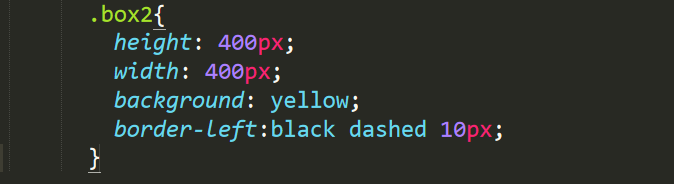 .box2{
height: 400px;
width: 400px;
background: yellow;
border-left:black dashed 10px;
}